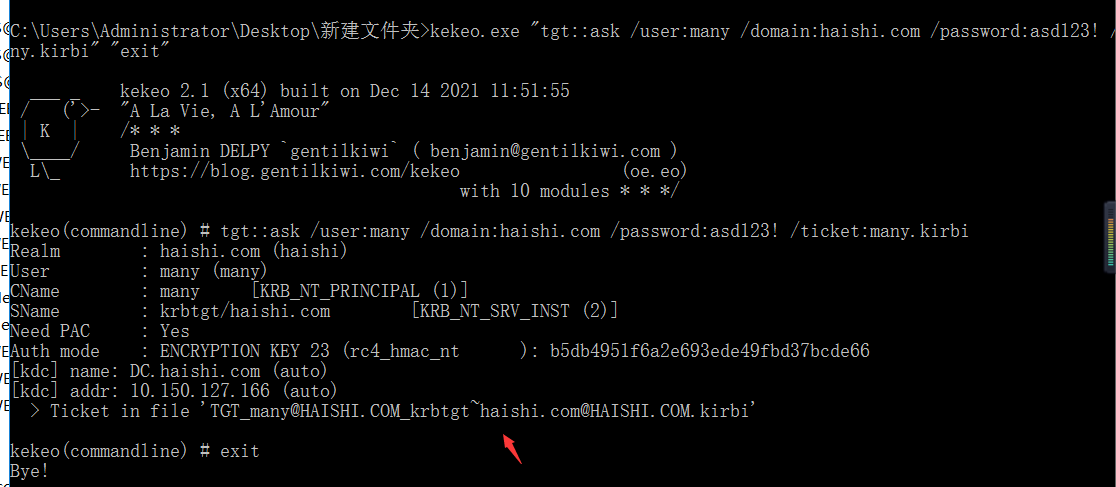 C:\Users\Administrator\Desktop\新建文件夹>kekeo.exe "tgt::ask /user:many /domain:haishi.com /password:asd123! /
ny.kirbi" "exit"
___ _ kekeo 2.1 (x64) built on Dec 14 2021 11:51:55
/ ('>- "A La Vie, A L'Amour"
| K | /* * *
\____/ Benjamin DELPY `gentilkiwi` ( benjamin@gentilkiwi.com )
L\_ https://blog.gentilkiwi.com/kekeo (oe.eo)
with 10 modules * * */
kekeo(commandline) # tgt::ask /user:many /domain:haishi.com /password:asd123! /ticket:many.kirbi
Realm : haishi.com (haishi)
User : many (many)
CName : many [KRB_NT_PRINCIPAL (1)]
SName : krbtgt/haishi.com [KRB_NT_SRV_INST (2)]
Need PAC : Yes
Auth mode : ENCRYPTION KEY 23 (rc4_hmac_nt ): b5db4951f6a2e693ede49fbd37bcde66
[kdc] name: DC.haishi.com (auto)
[kdc] addr: 10.150.127.166 (auto)
> Ticket in file 'TGT_many@HAISHI.COM_krbtgt~haishi.com@HAISHI.COM.kirbi'
kekeo(commandline) # exit
Bye!